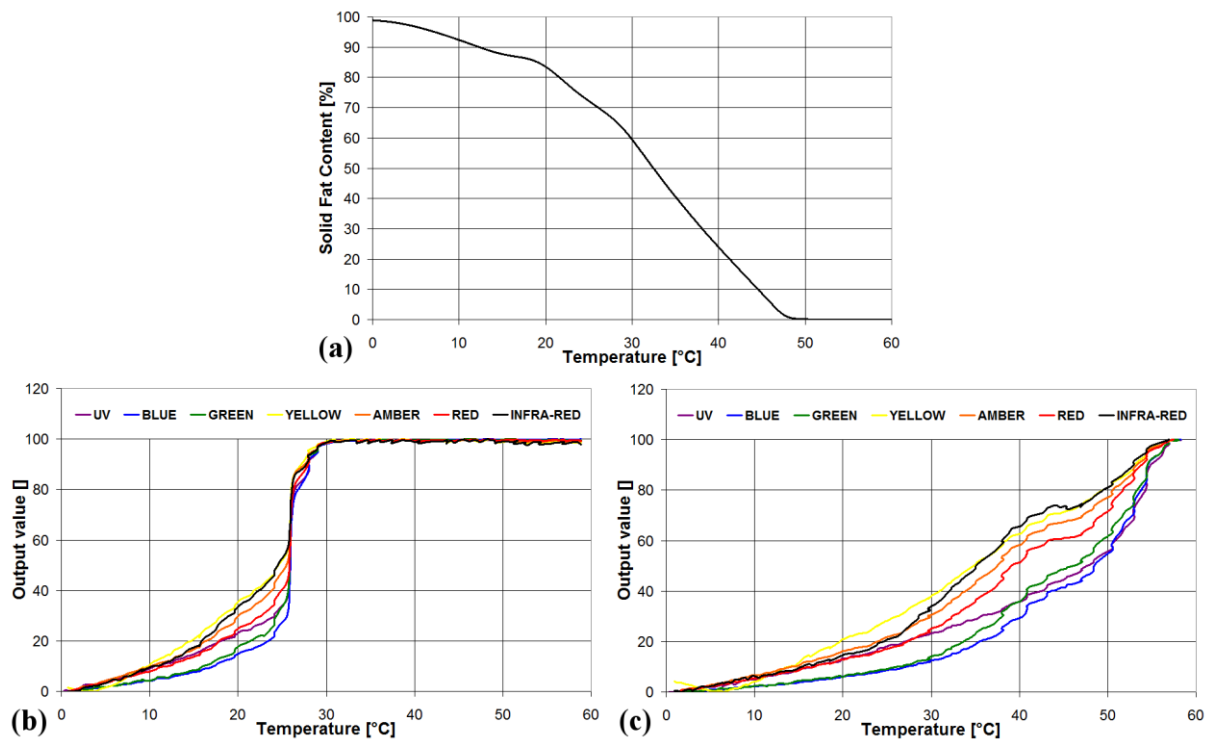 100
90
80
70
60
50
40
30
20
10
0
Solid Fat Content [%]
0 10 20 30 40 50 60
Temperature [°C]
(a)
120
100
80
60
40
20
0
Output value []
UV BLUE GREEN YELLOW AMBER RED INFRA-RED
0 10 20 30 40 50 60
Temperature [°C]
(b)
120
100
80
60
40
20
0
Output value []
UV BLUE GREEN YELLOW AMBER RED INFRA-RED
0 10 20 30 40 50 60
Temperature [°C]
(c)